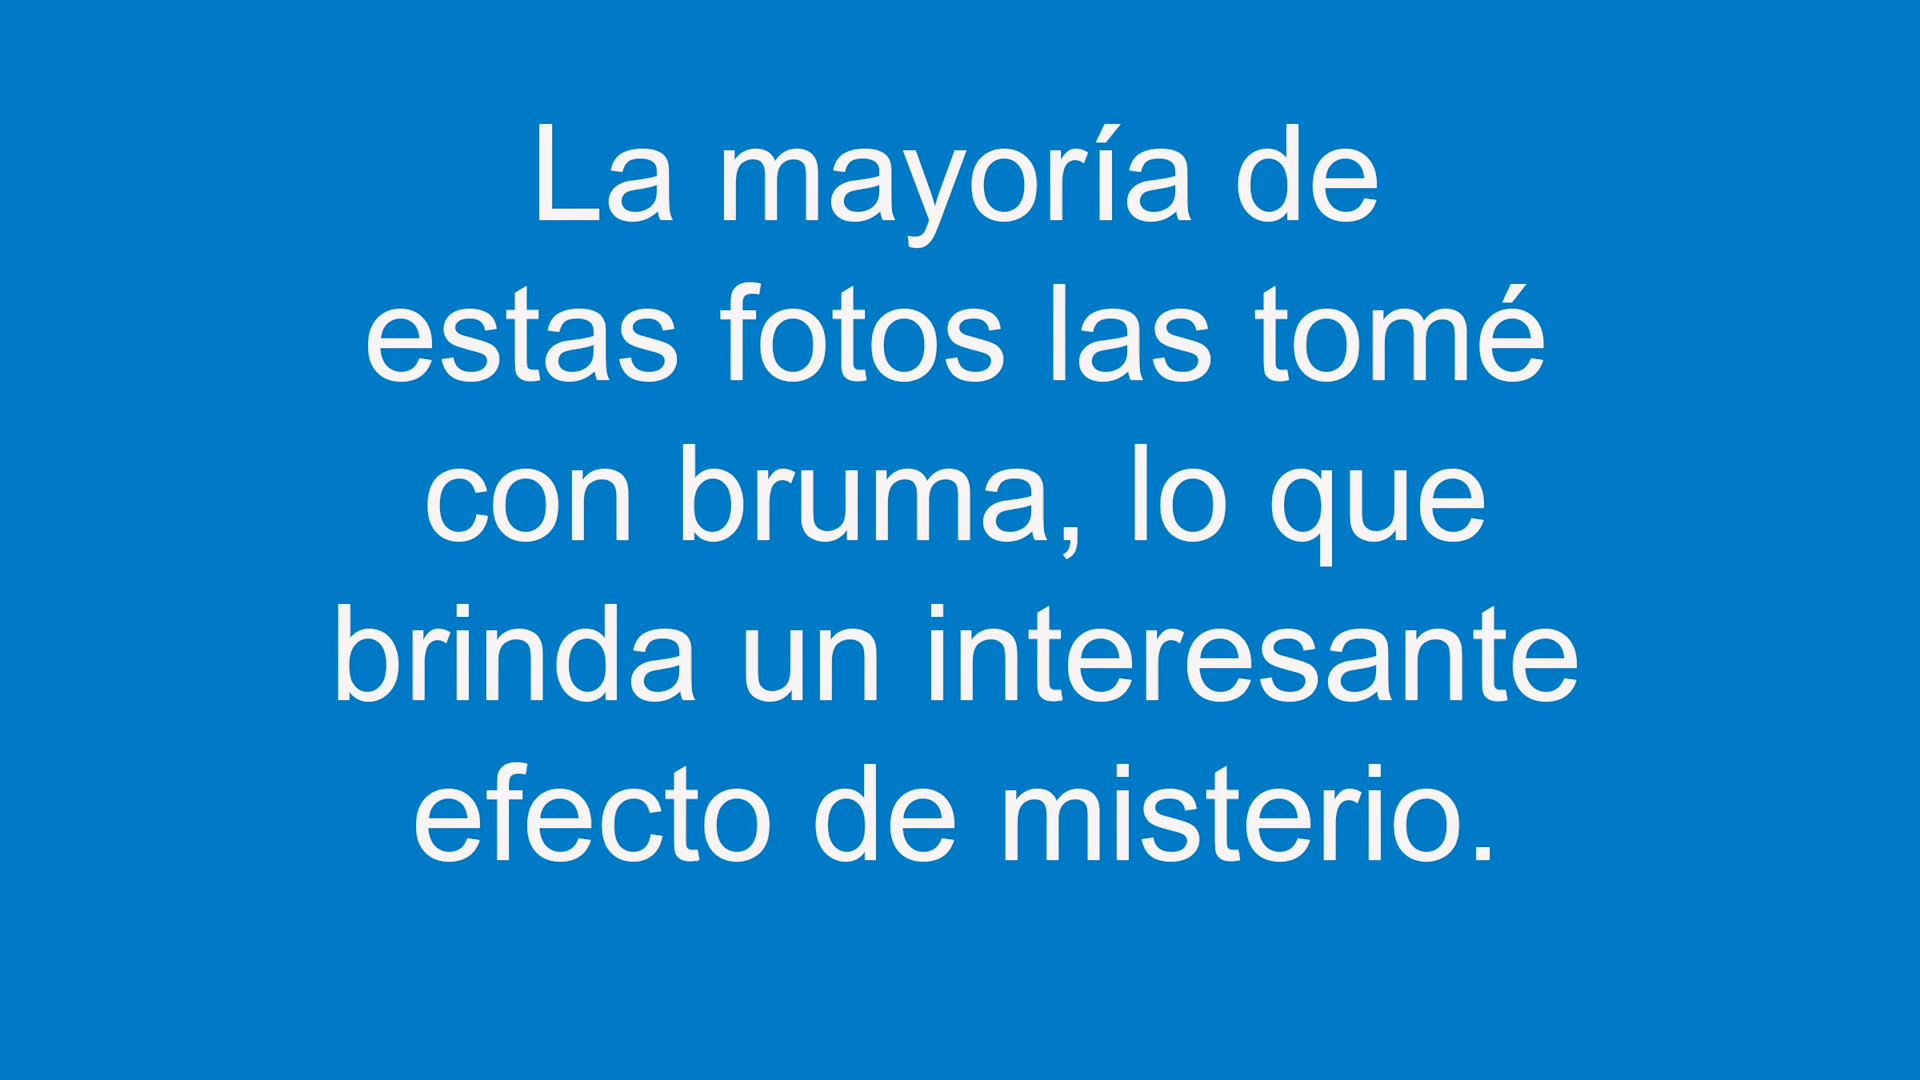 La mayoría de
estas fotos las tomé
con bruma, lo que
brinda un interesante
efecto de misterio.